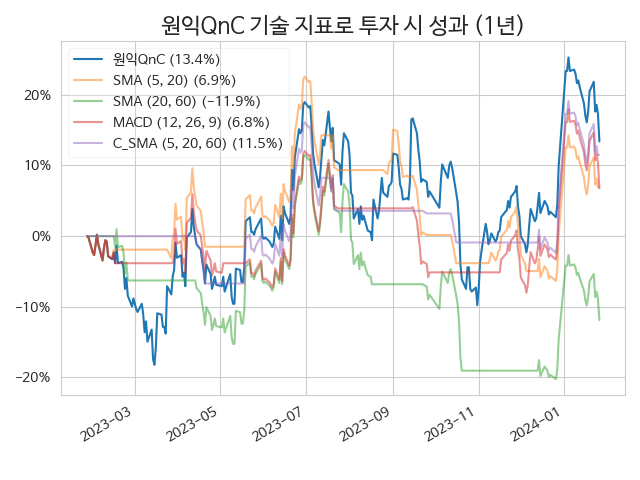 원익QnC 기술 지표로 투자 시 성과 (1년)
원익QnC (13.4%)
SMA (5, 20) (6.9%)
SMA (20, 60) (−11.9%)
MACD (12, 26, 9) (6.8%)
C_SMA (5, 20, 60) (11.5%)
20%
10%
0%
−10%
−20%
2023-03
2023-05
2023-07
2023-09
2023-11
2024-01